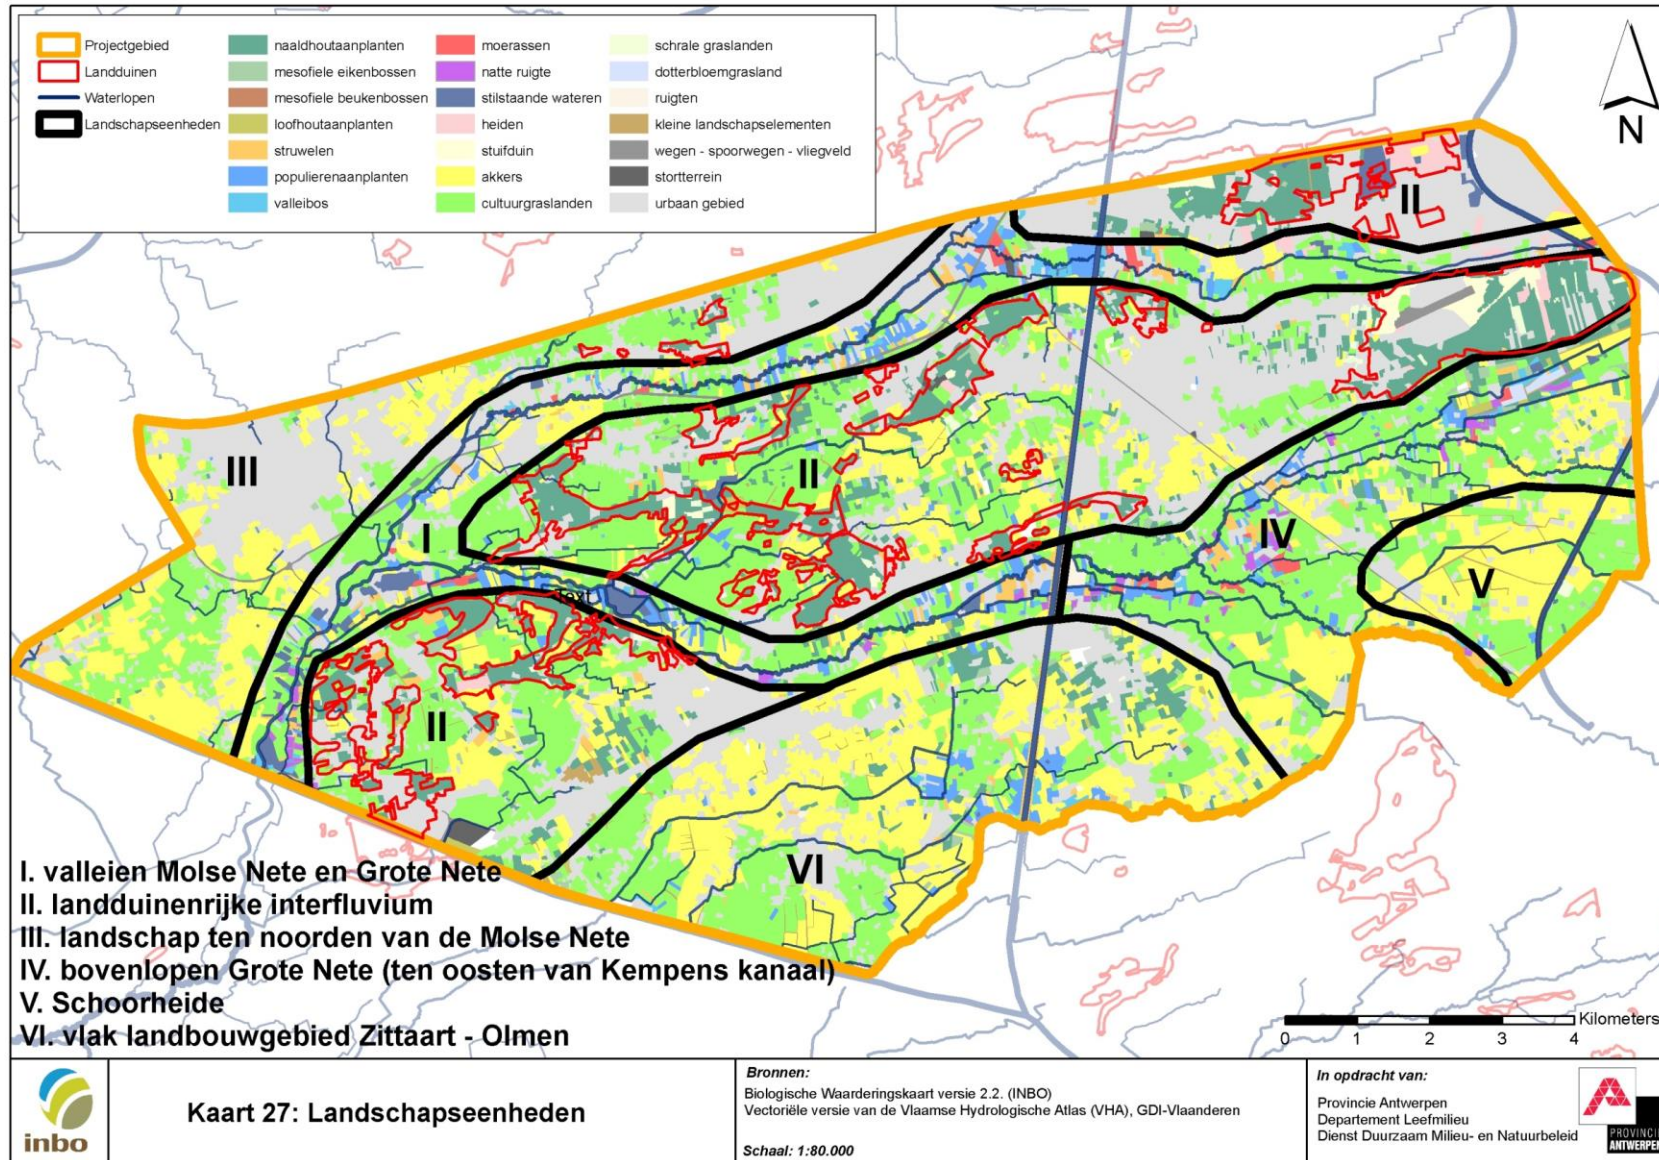 Projectgebied
Landduinen
Waterlopen
Landschapseenheden
naaldhoutaanplanten
mesofiele eikenbossen
mesofiele beukenbossen
loofhoutaanplanten
struwelen
populierenaanplanten
valleibos
moerassen
natte ruigte
stilstaande wateren
heiden
stuifduin
akkers
cultuurgraslanden
schrale graslanden
dotterbloemgrasland
ruigten
kleine landschapselementen
wegen - spoorwegen - vliegveld
stortterrein
urbaan gebied
N
II
III
II
I
IV
V
Text
II
VI
I. valleien Molse Nete en Grote Nete
II. landduinenrijke interfluvium
III. landschap ten noorden van de Molse Nete
IV. bovenlopen Grote Nete (ten oosten van Kempens kanaal)
V. Schoorheide
VI. vlak landbouwgebied Zittaart - Olmen
Kilometers
0 1 2 3 4
inbo
Kaart 27: Landschapseenheden
Bronnen:
Biologische Waarderingskaart versie 2.2. (INBO)
Vectoriële versie van de Vlaamse Hydrologische Atlas (VHA), GDI-Vlaanderen
Schaal: 1:80.000
In opdracht van:
Provincie Antwerpen
Departement Leefmilieu
Dienst Duurzaam Milieu- en Natuurbeleid
PROVINCIE
ANTWERPEN